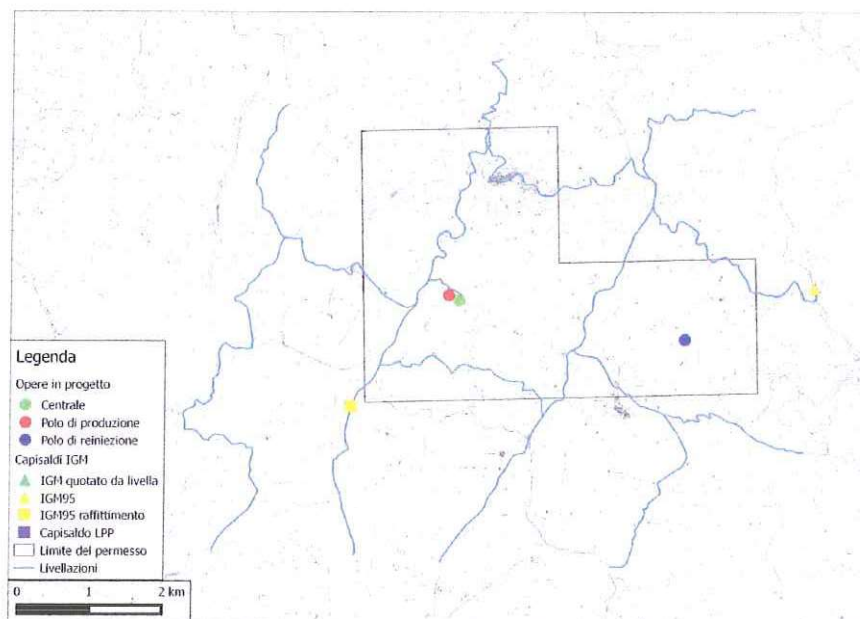 Legenda
Opere in progetto
Centrale
Polo di produzione
Polo di reiniezione
Capisaldi IGM
IGM quotato da livella
IGM95
IGM95 raffittimento
Capisaldo LPP
Limite del permesso
Livellazioni
0 1 2 km